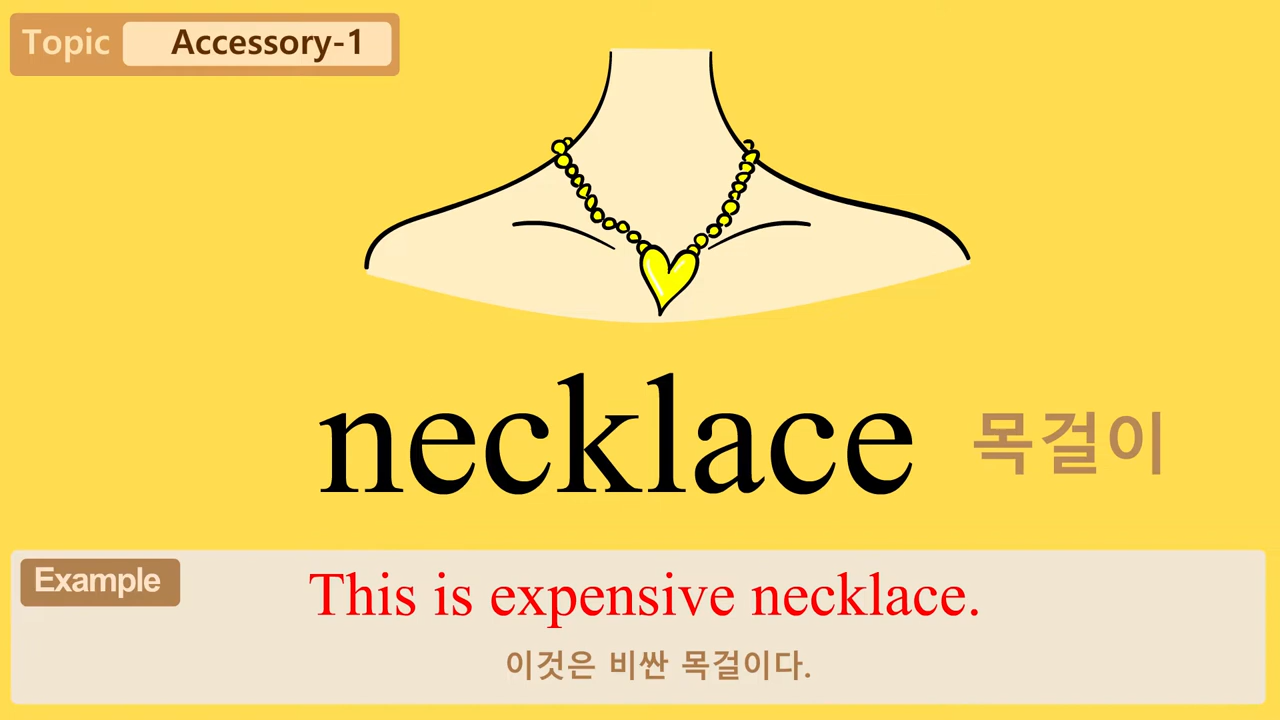 Topic Accessory-1
necklace 목걸이
Example
This is expensive necklace.
이것은 비싼 목걸이다.